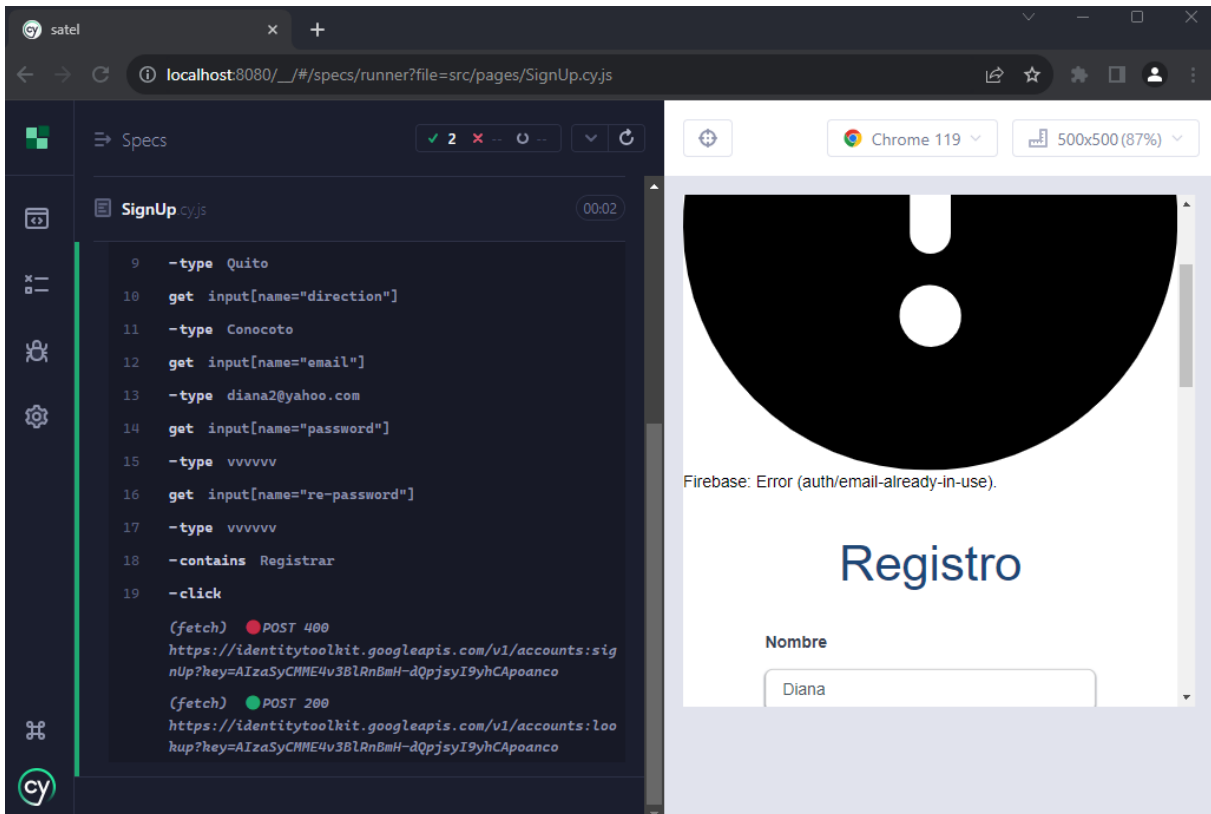 satel
localhost:8080/__/#/specs/runner?file=src/pages/SignUp.cy.js
Specs
2 -- --
Chrome 119
500x500 (87%)
SignUp.cy.js
00:02
9 -type Quito
10 get input[name="direction"]
11 -type Conocoto
12 get input[name="email"]
13 -type diana2@yahoo.com
14 get input[name="password"]
15 -type vvvvvv
16 get input[name="re-password"]
17 -type vvvvvv
18 -contains Registrar
19 -click
(fetch) POST 400
https://identitytoolkit.googleapis.com/v1/accounts:sig
nUp?key=AIzaSyCMME4v3BlRnBmH-dQpjsyI9yhCApoanco
(fetch) POST 200
https://identitytoolkit.googleapis.com/v1/accounts:loo
kup?key=AIzaSyCMME4v3BlRnBmH-dQpjsyI9yhCApoanco
cy
Firebase: Error (auth/email-already-in-use).
Registro
Nombre
Diana